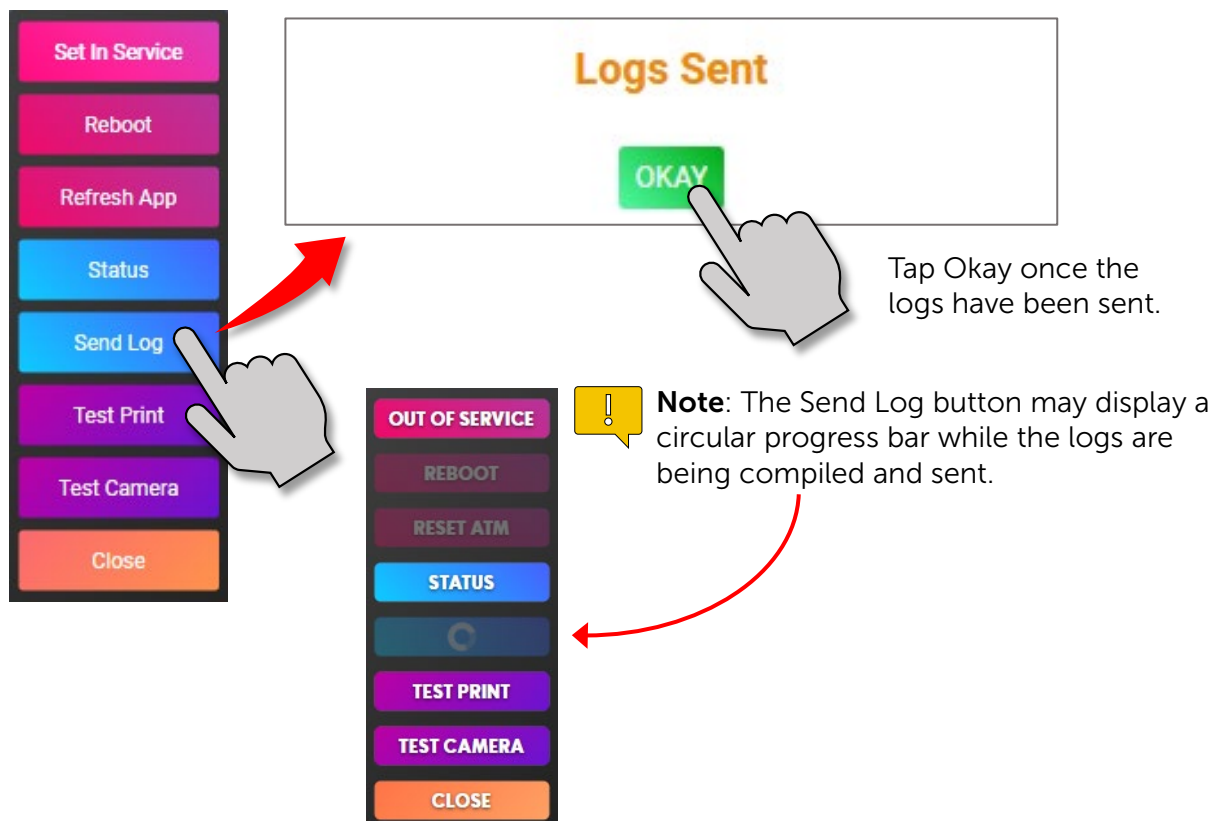 Set In Service
Reboot
Refresh App
Status
Send Log
Test Print
Test Camera
Close
Logs Sent
OKAY
Tap Okay once the
logs have been sent.
Note: The Send Log button may display a
circular progress bar while the logs are
being compiled and sent.
OUT OF SERVICE
REBOOT
RESET ATM
STATUS
TEST PRINT
TEST CAMERA
CLOSE